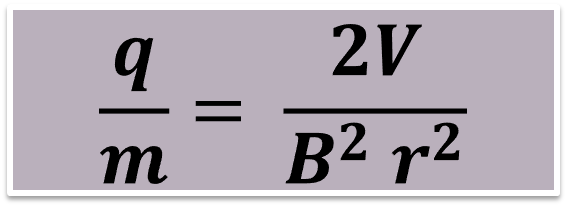 q/m = 2V/B² r²